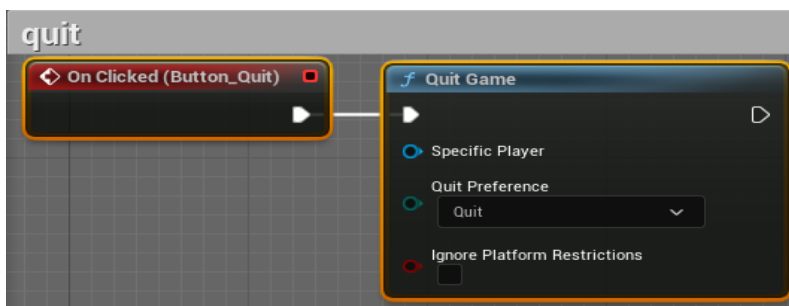 quit
On Clicked (Button_Quit)
f Quit Game
Specific Player
Quit Preference
Quit
Ignore Platform Restrictions